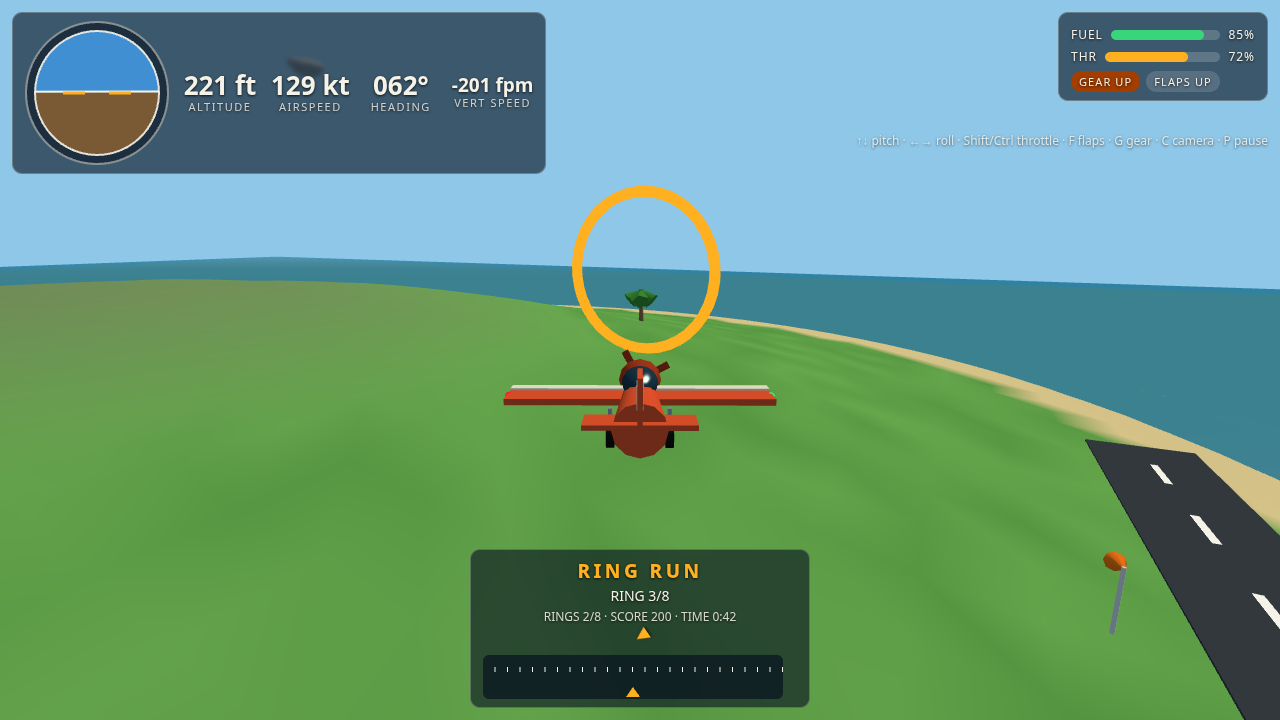 221 ft 129 kt 062° -201 fpm
ALTITUDE AIRSPEED HEADING VERT SPEED
FUEL 85%
THR 72%
GEAR UP FLAPS UP
↑↓ pitch · ←→ roll · Shift/Ctrl throttle · F flaps · G gear · C camera · P pause
RING RUN
RING 3/8
RINGS 2/8 · SCORE 200 · TIME 0:42